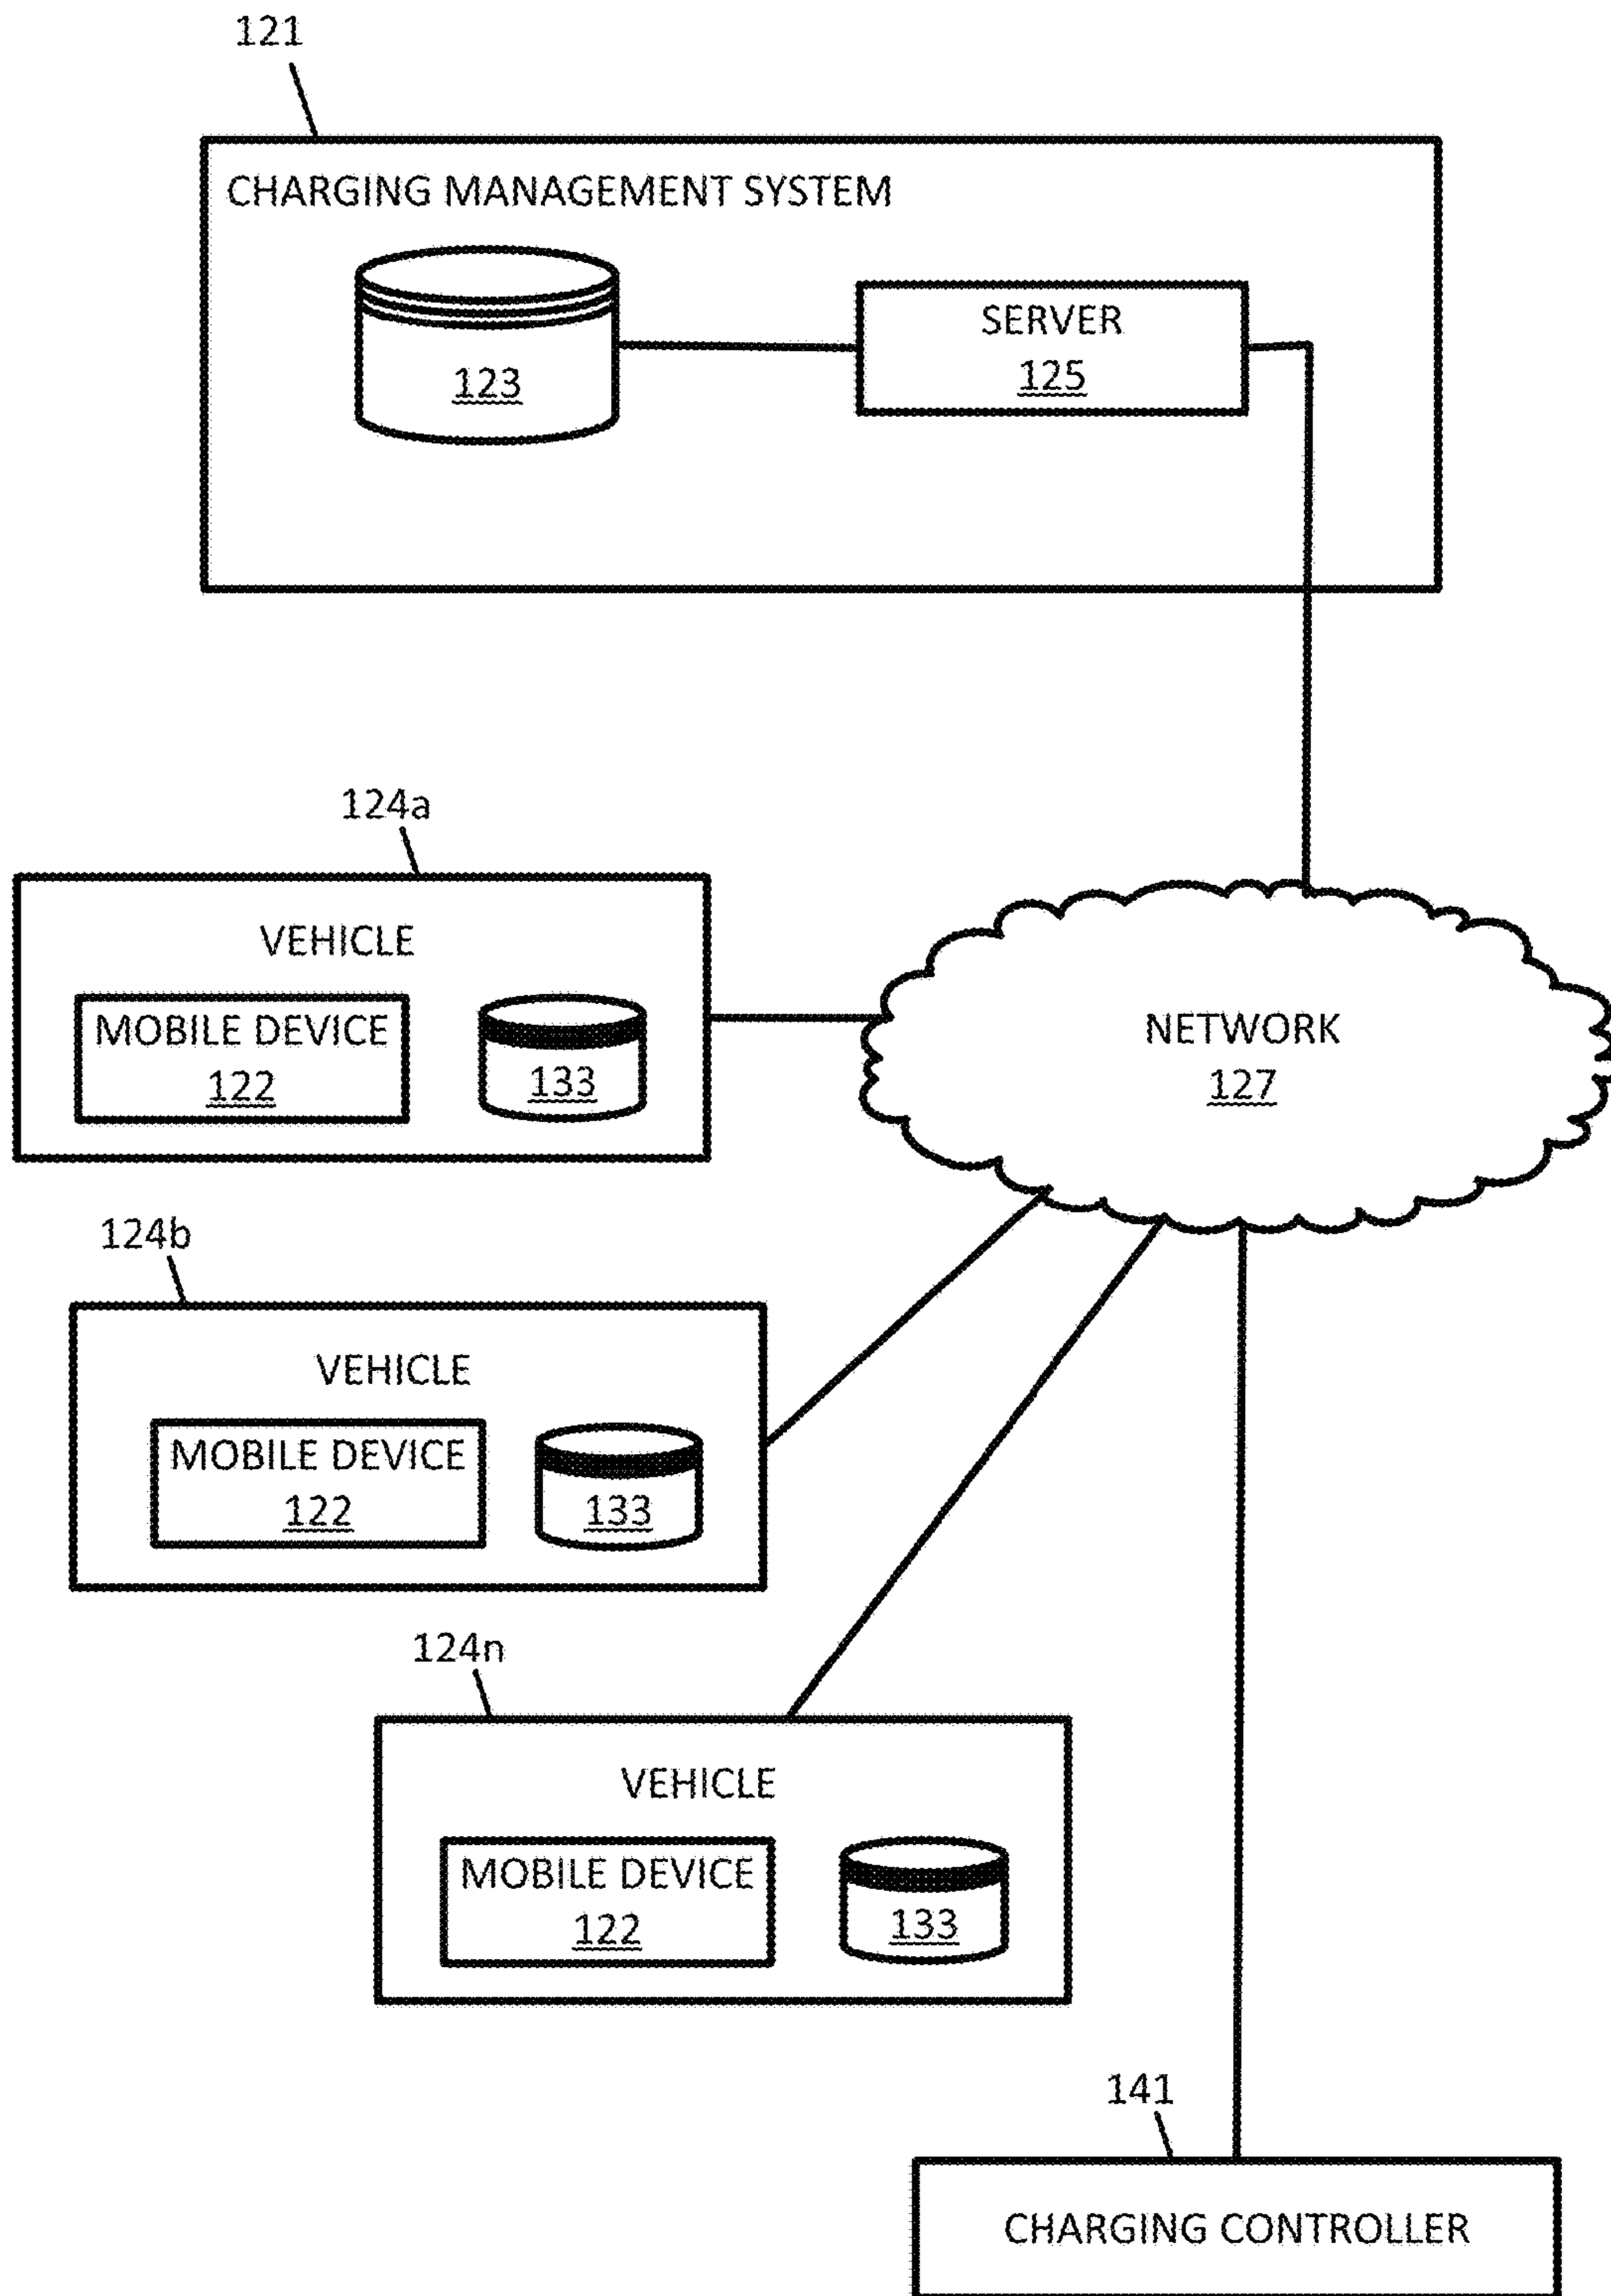 121
CHARGING MANAGEMENT SYSTEM
123
SERVER
125
124a
VEHICLE
MOBILE DEVICE
122
133
NETWORK
127
124b
VEHICLE
MOBILE DEVICE
122
133
124n
VEHICLE
MOBILE DEVICE
122
133
141
CHARGING CONTROLLER